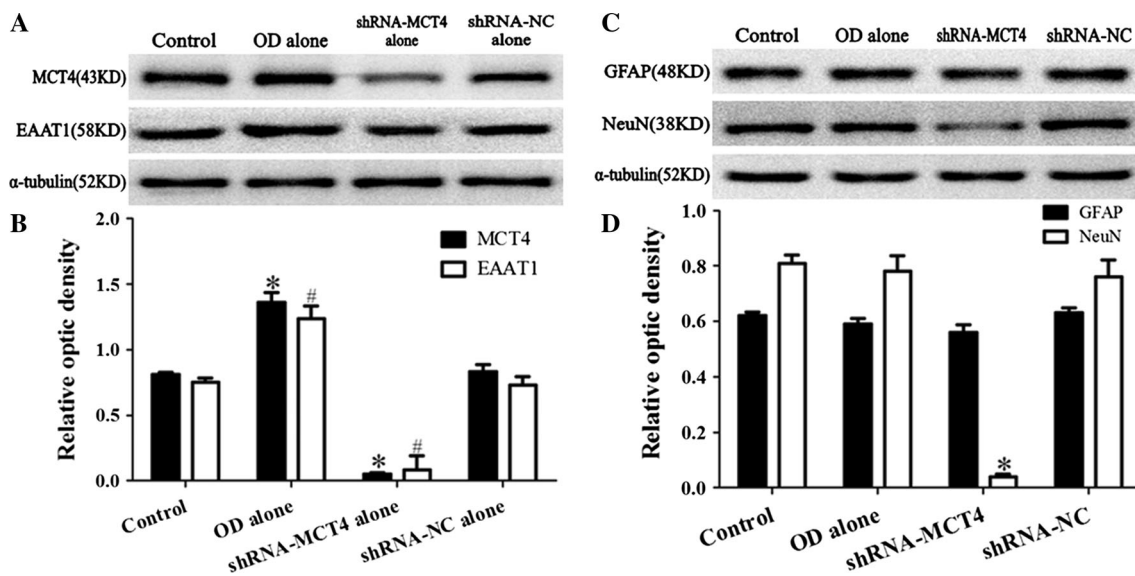 A
Control
OD alone
shRNA-MCT4
alone
shRNA-NC
alone
MCT4(43KD)
EAAT1(58KD)
α-tubulin(52KD)
B
Relative optic density
2.0
1.5
1.0
0.5
0.0
MCT4
EAAT1
*
#
*
#
Control
OD alone
shRNA-MCT4 alone
shRNA-NC alone
C
Control
OD alone
shRNA-MCT4
shRNA-NC
GFAP(48KD)
NeuN(38KD)
α-tubulin(52KD)
D
Relative optic density
1.0
0.8
0.6
0.4
0.2
0.0
GFAP
NeuN
*
Control
OD alone
shRNA-MCT4
shRNA-NC